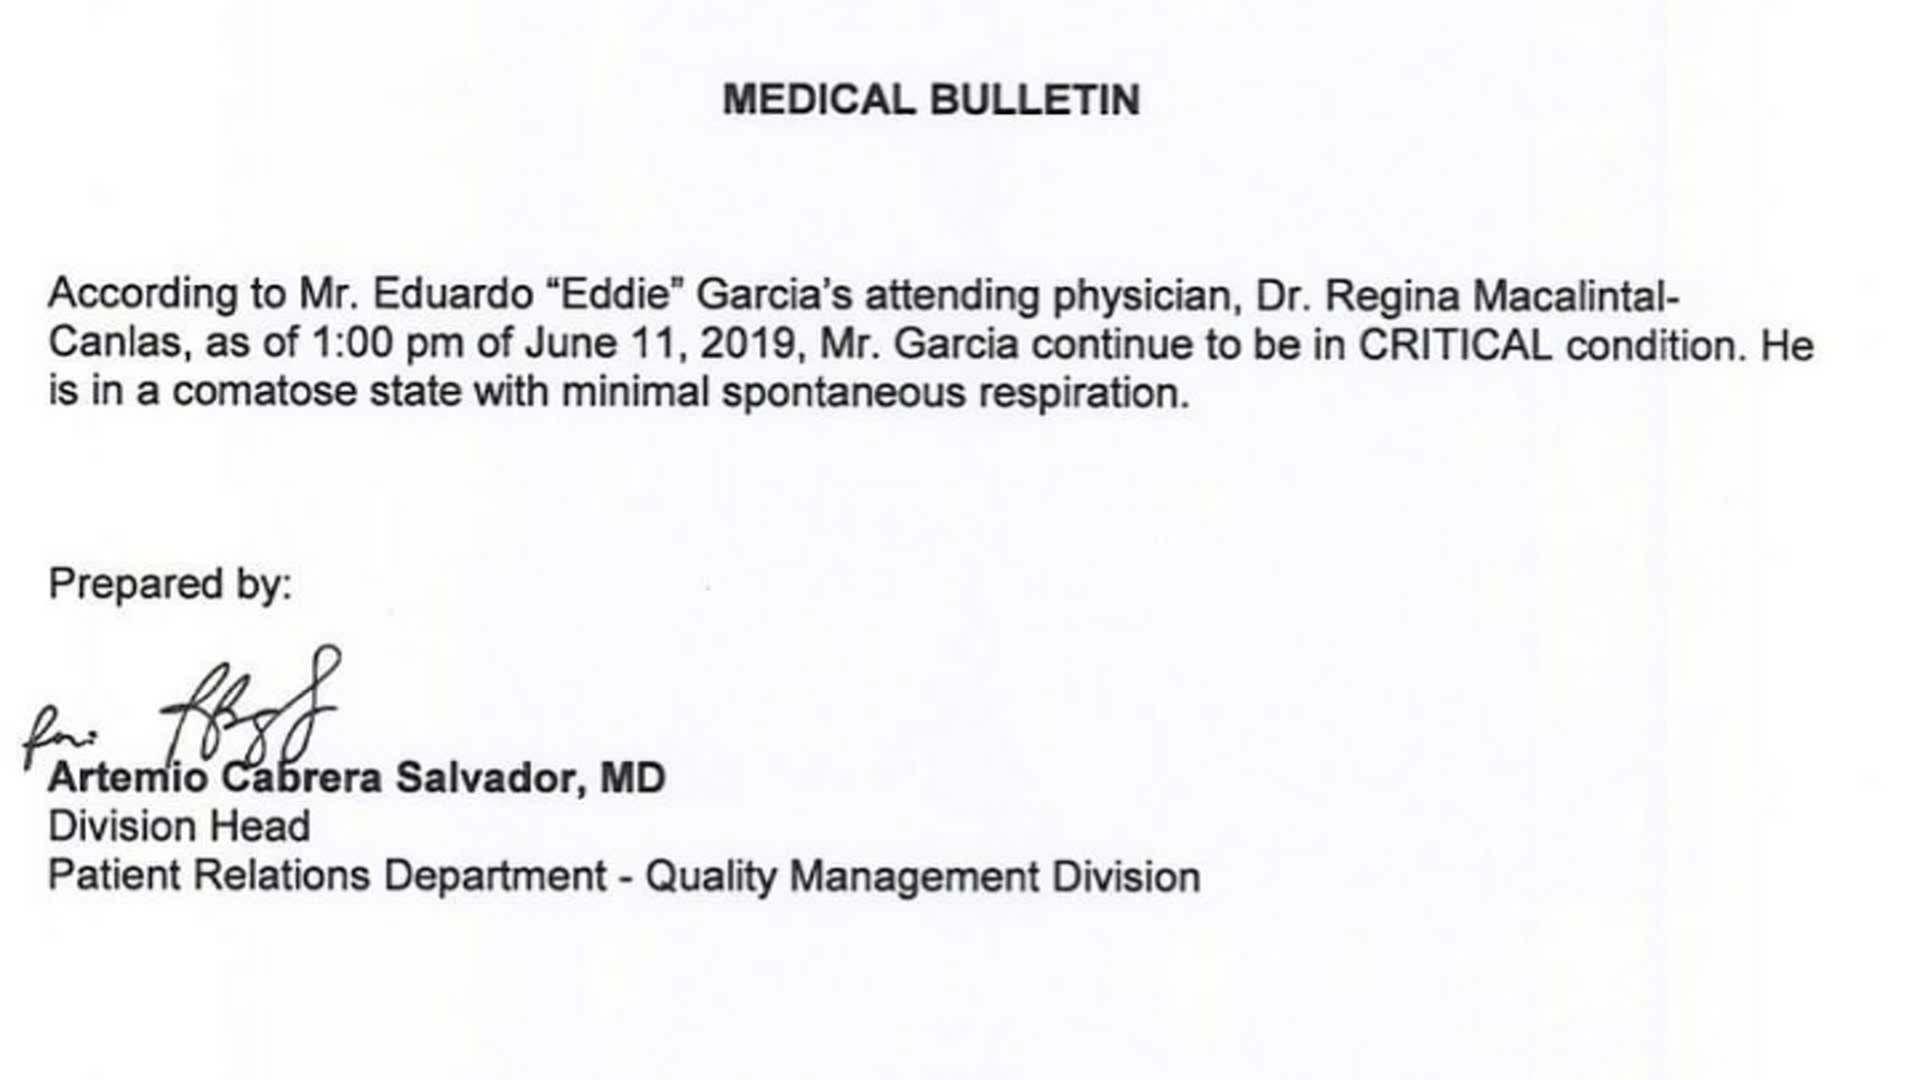 MEDICAL BULLETIN
According to Mr. Eduardo “Eddie” Garcia’s attending physician, Dr. Regina Macalintal-
Canlas, as of 1:00 pm of June 11, 2019, Mr. Garcia continue to be in CRITICAL condition. He
is in a comatose state with minimal spontaneous respiration.
Prepared by:
for:
Artemio Cabrera Salvador, MD
Division Head
Patient Relations Department - Quality Management Division